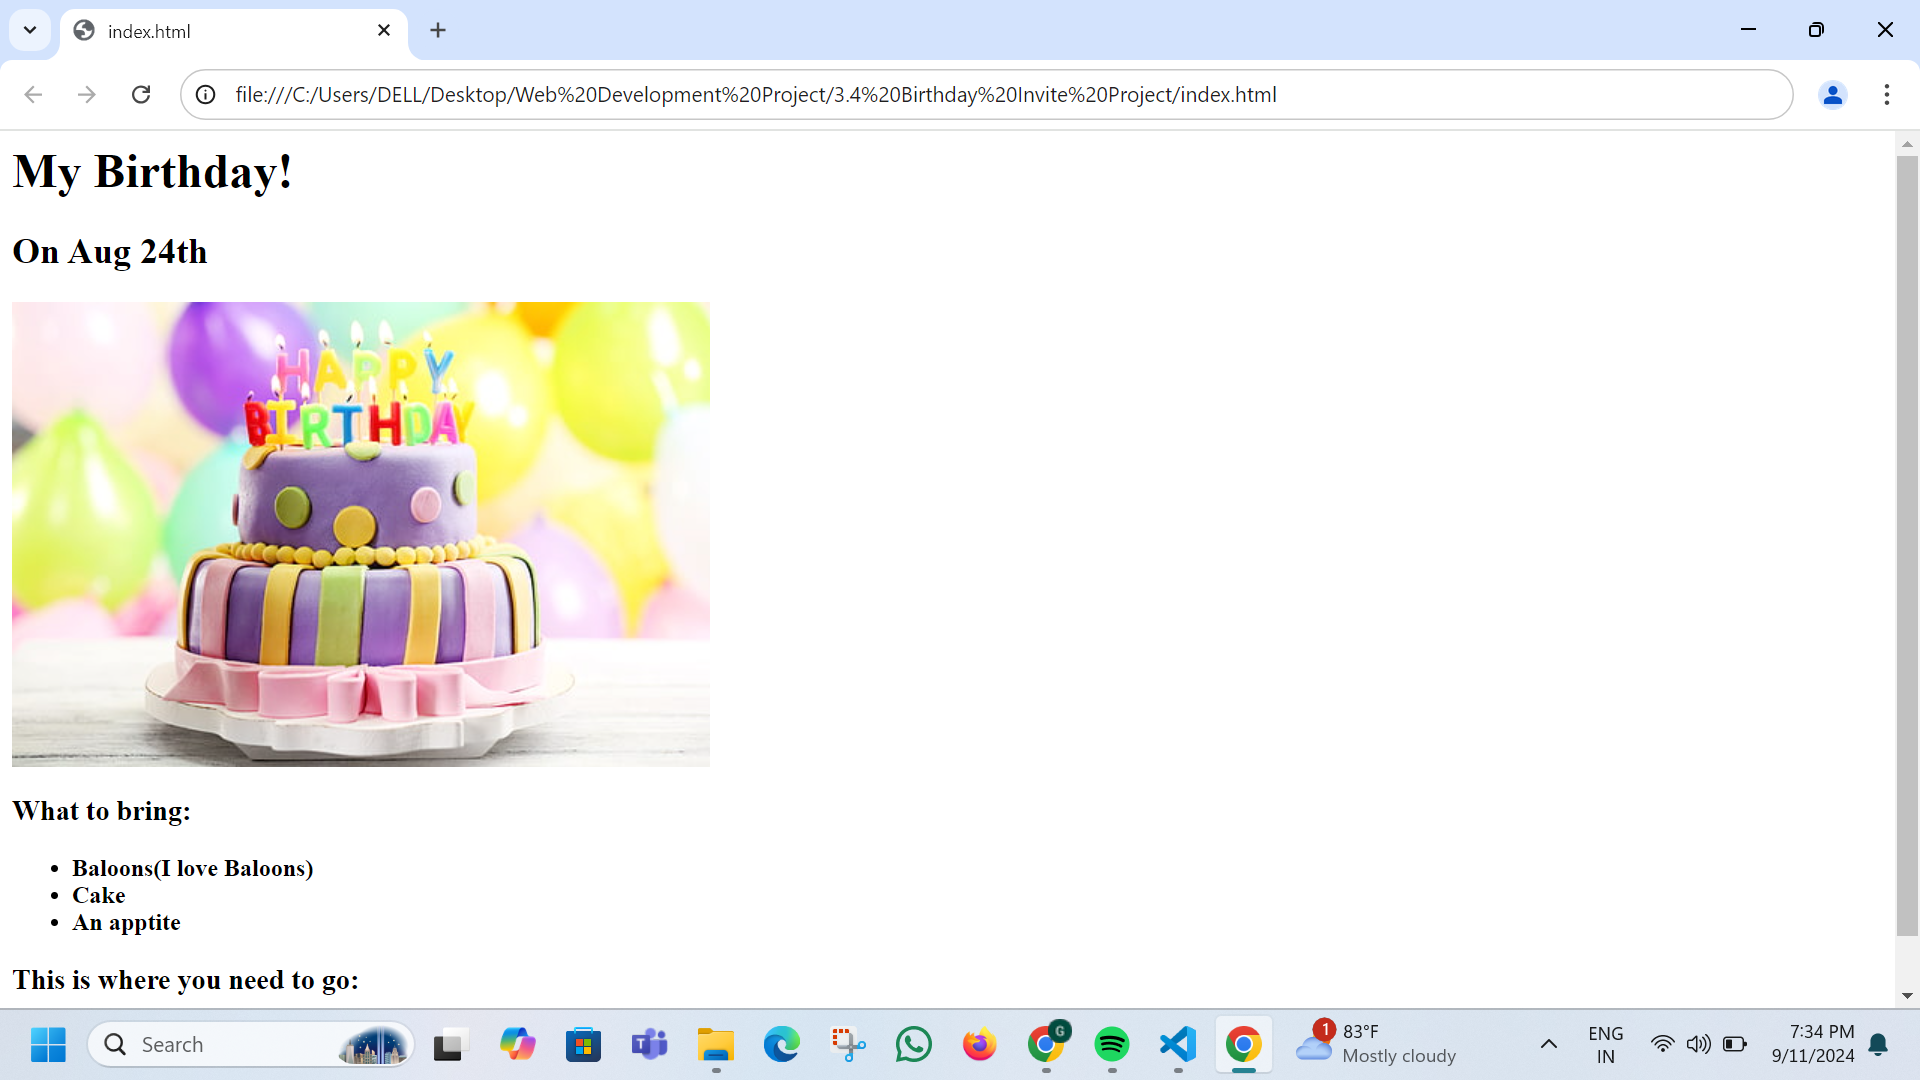 index.html
file:///C:/Users/DELL/Desktop/Web%20Development%20Project/3.4%20Birthday%20Invite%20Project/index.html
My Birthday!
On Aug 24th
HAPPY
BIRTHDAY
What to bring:
Baloons(I love Baloons)
Cake
An apptite
This is where you need to go:
Search
G
1
83°F
Mostly cloudy
ENG
IN
7:34 PM
9/11/2024